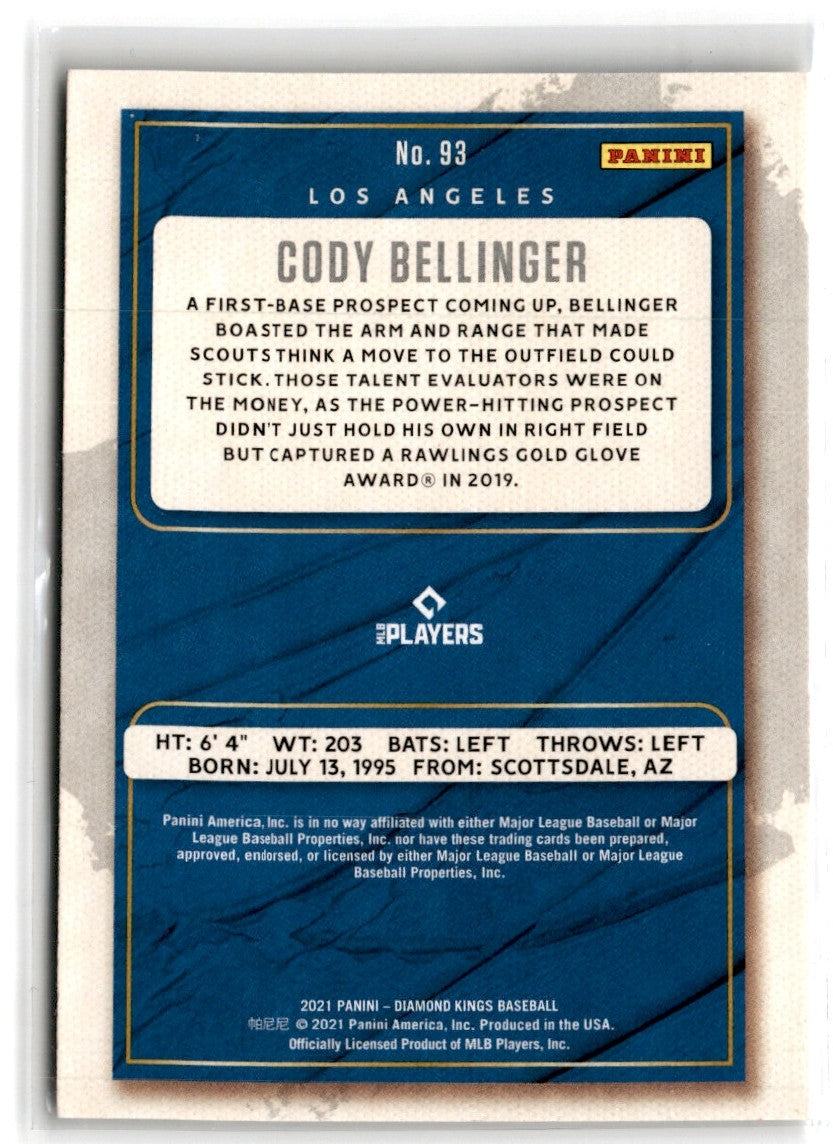 No. 93
PANINI
LOS ANGELES
CODY BELLINGER
A FIRST-BASE PROSPECT COMING UP, BELLINGER
BOASTED THE ARM AND RANGE THAT MADE
SCOUTS THINK A MOVE TO THE OUTFIELD COULD
STICK. THOSE TALENT EVALUATORS WERE ON
THE MONEY, AS THE POWER-HITTING PROSPECT
DIDN'T JUST HOLD HIS OWN IN RIGHT FIELD
BUT CAPTURED A RAWLINGS GOLD GLOVE
AWARD® IN 2019.
MLB PLAYERS
HT: 6' 4" WT: 203 BATS: LEFT THROWS: LEFT
BORN: JULY 13, 1995 FROM: SCOTTSDALE, AZ
Panini America, Inc. is in no way affiliated with either Major League Baseball or Major
League Baseball Properties, Inc. nor have these trading cards been prepared,
approved, endorsed, or licensed by either Major League Baseball or Major League
Baseball Properties, Inc.
2021 PANINI – DIAMOND KINGS BASEBALL
帕尼尼 © 2021 Panini America, Inc. Produced in the USA.
Officially Licensed Product of MLB Players, Inc.